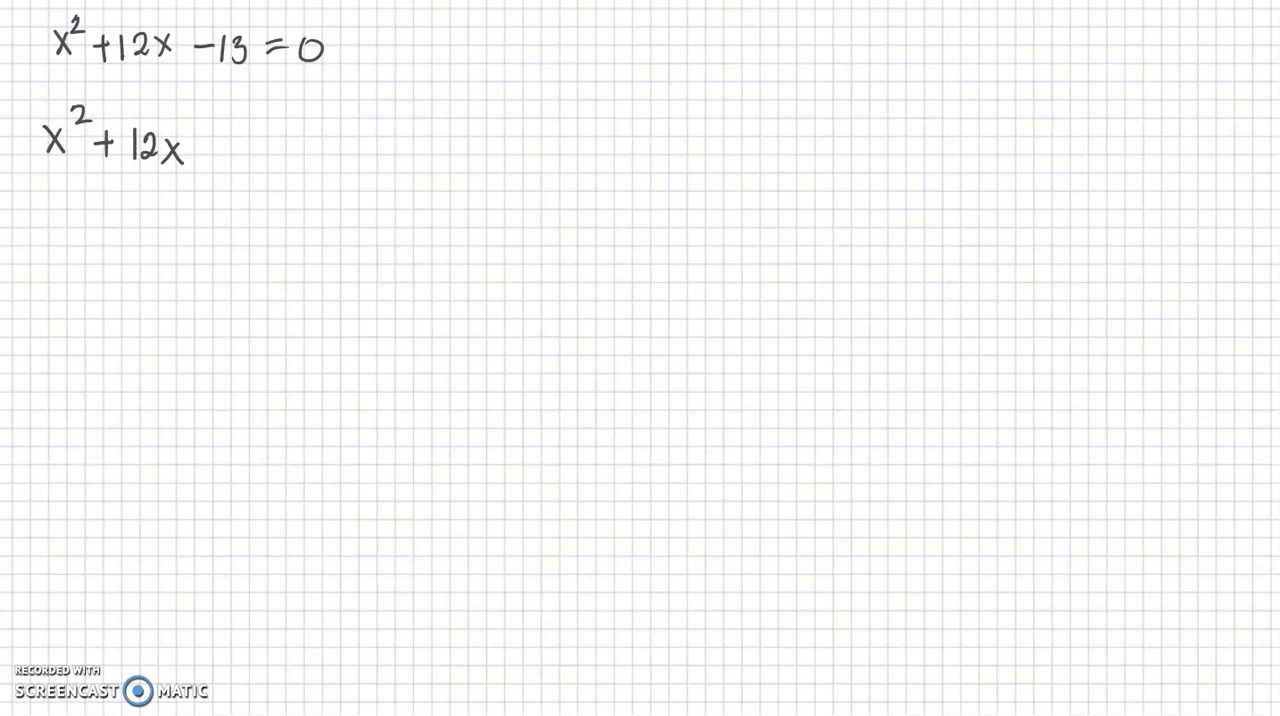 x² + 12x - 13 = 0
x² + 12x
RECORDED WITH
SCREENCAST MATIC